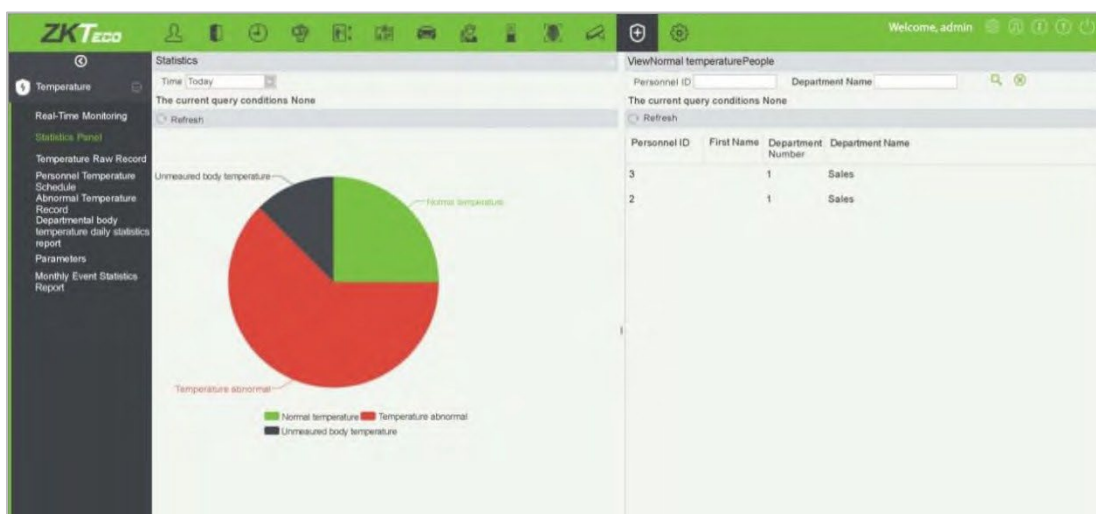 ZKTECO
Welcome, admin
Temperature
Real-Time Monitoring
Statistics Panel
Temperature Raw Record
Personnel Temperature
Schedule
Abnormal Temperature
Record
Departmental body
temperature daily statistics
report
Parameters
Monthly Event Statistics
Report
Statistics
Time Today
The current query conditions None
Refresh
Unmeaured body temperature
Normal temperature
Temperature abnormal
Normal temperature Temperature abnormal
Unmeaured body temperature
ViewNormal temperaturePeople
Personnel ID Department Name
The current query conditions None
Refresh
Personnel ID First Name Department Number Department Name
3 1 Sales
2 1 Sales